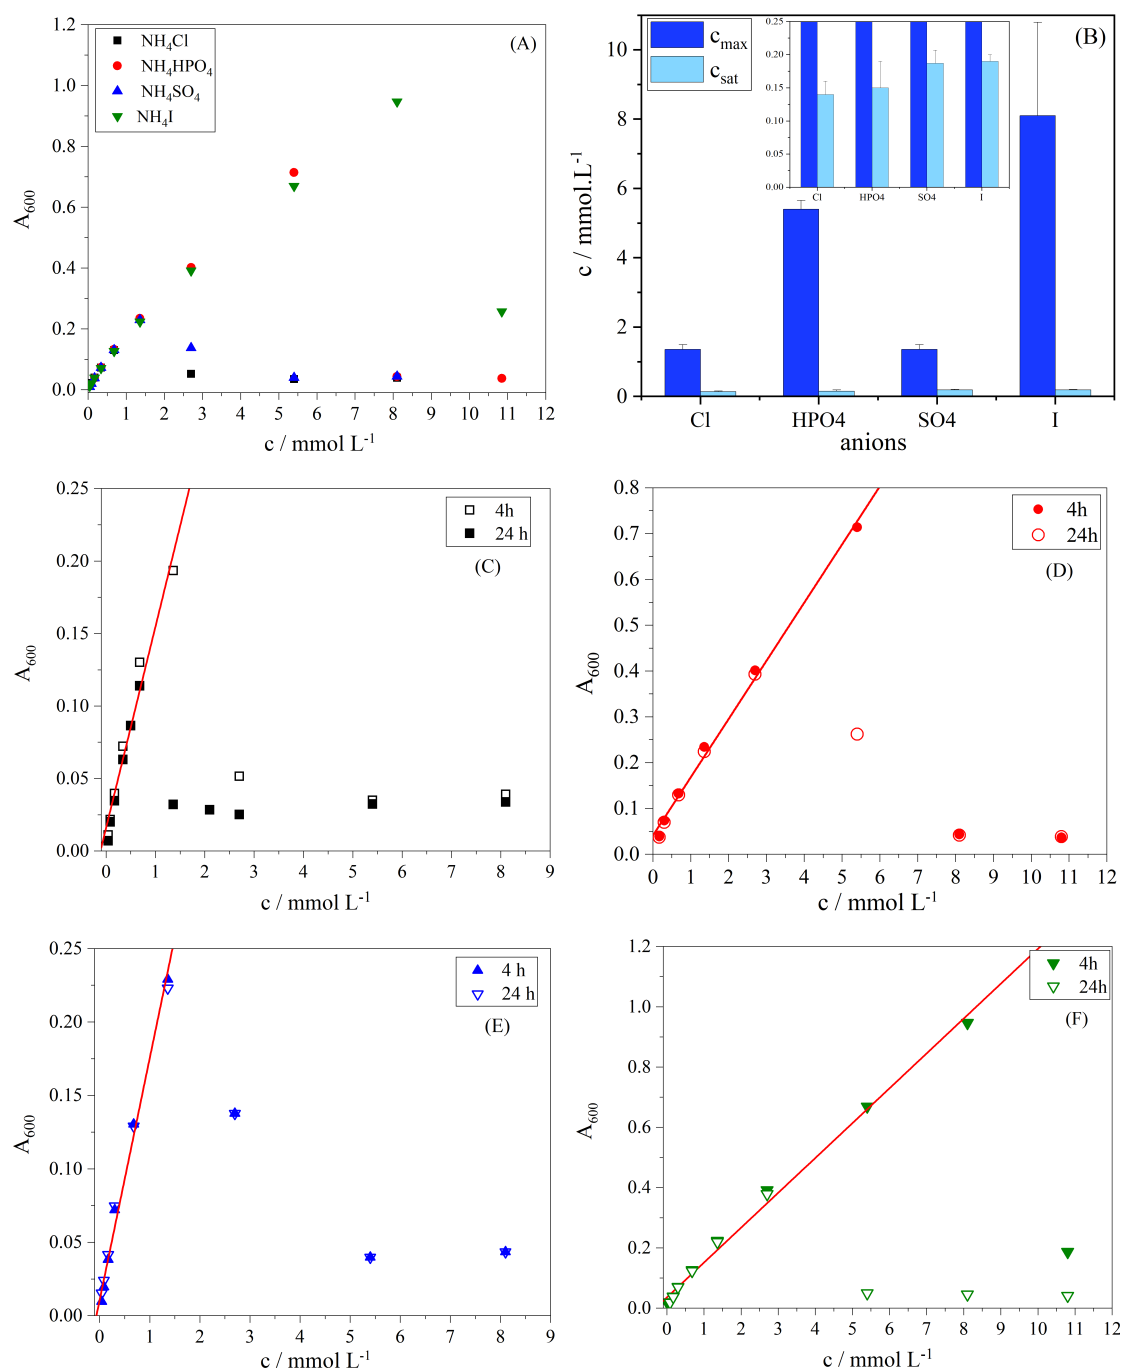 (A)
NH₄Cl
NH₄HPO₄
NH₄SO₄
NH₄I
1.2
1.0
0.8
0.6
0.4
0.2
0.0
A₆₀₀
0 1 2 3 4 5 6 7 8 9 10 11 12
c / mmol L⁻¹
(B)
c_max
c_sat
10
8
6
4
2
0
c / mmol.L⁻¹
0.25
0.20
0.15
0.10
0.05
0.00
Cl HPO4 SO4 I
Cl HPO4 SO4 I
anions
(C)
4h
24 h
0.25
0.20
0.15
0.10
0.05
0.00
A₆₀₀
0 1 2 3 4 5 6 7 8 9
c / mmol L⁻¹
(D)
4h
24h
0.8
0.7
0.6
0.5
0.4
0.3
0.2
0.1
0.0
A₆₀₀
0 1 2 3 4 5 6 7 8 9 10 11 12
c / mmol L⁻¹
(E)
4 h
24 h
0.25
0.20
0.15
0.10
0.05
0.00
A₆₀₀
0 1 2 3 4 5 6 7 8 9
c / mmol L⁻¹
(F)
4h
24h
1.2
1.0
0.8
0.6
0.4
0.2
0.0
A₆₀₀
0 1 2 3 4 5 6 7 8 9 10 11 12
c / mmol L⁻¹